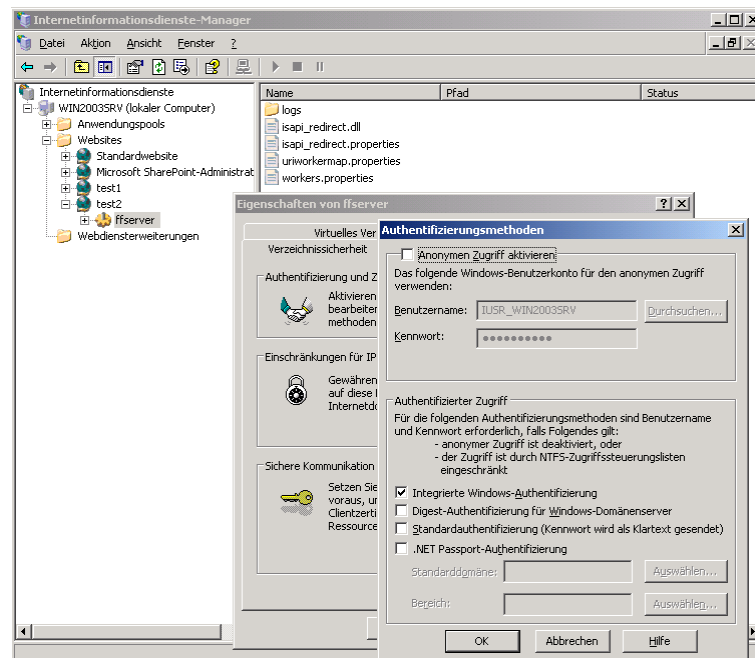 Internetinformationsdienste-Manager
Datei Aktion Ansicht Fenster ?
Internetinformationsdienste
WIN2003SRV (lokaler Computer)
Anwendungspools
Websites
Standardwebsite
Microsoft SharePoint-Administrat
test1
test2
ffserver
Webdiensterweiterungen
Name Pfad Status
logs
isapi_redirect.dll
isapi_redirect.properties
uriworkermap.properties
workers.properties
Eigenschaften von ffserver
Virtuelles Ver
Verzeichnissicherheit
Authentifizierung und Z
Aktivieren
bearbeiten
methoden
Einschränkungen für IP
Gewähren
auf diese
Internetdo
Sichere Kommunikation
Setzen Sie
voraus, u
Clientzerti
Ressource
Authentifizierungsmethoden
Anonymen Zugriff aktivieren
Das folgende Windows-Benutzerkonto für den anonymen Zugriff
verwenden:
Benutzername: IUSR_WIN2003SRV Durchsuchen...
Kennwort:
Authentifizierter Zugriff
Für die folgenden Authentifizierungsmethoden sind Benutzername
und Kennwort erforderlich, falls Folgendes gilt:
- anonymer Zugriff ist deaktiviert, oder
- der Zugriff ist durch NTFS-Zugriffssteuerungslisten
eingeschränkt
Integrierte Windows-Authentifizierung
Digest-Authentifizierung für Windows-Domänenserver
Standardauthentifizierung (Kennwort wird als Klartext gesendet)
.NET Passport-Authentifizierung
Standarddomäne: Auswählen...
Bereich: Auswählen...
OK Abbrechen Hilfe